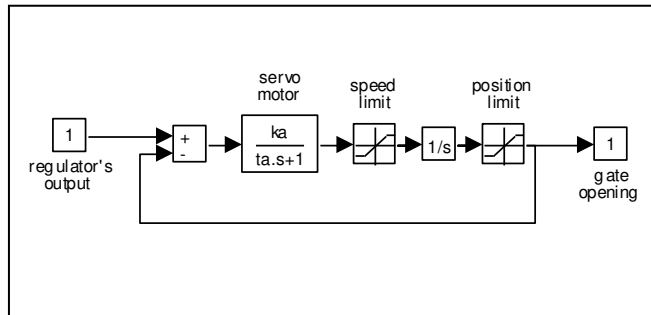 servo
motor
speed
limit
position
limit
1
+
-
ka
ta.s+1
1/s
1
regulator's
output
gate
opening